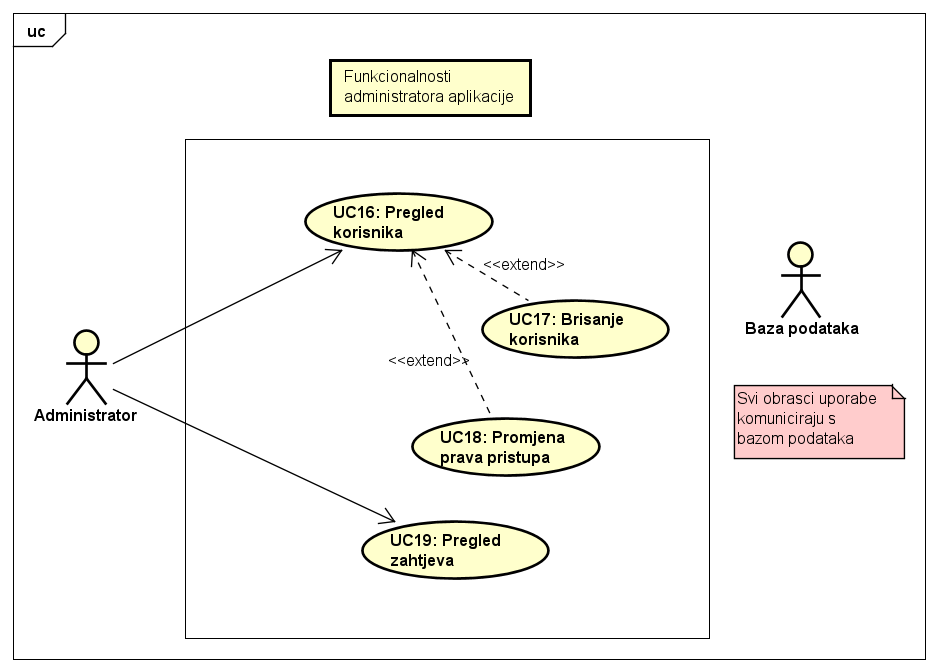 uc
Funkcionalnosti
administratora aplikacije
UC16: Pregled
korisnika
<<extend>>
UC17: Brisanje
korisnika
Baza podataka
<<extend>>
Administrator
Svi obrasci uporabe
komuniciraju s
bazom podataka
UC18: Promjena
prava pristupa
UC19: Pregled
zahtjeva